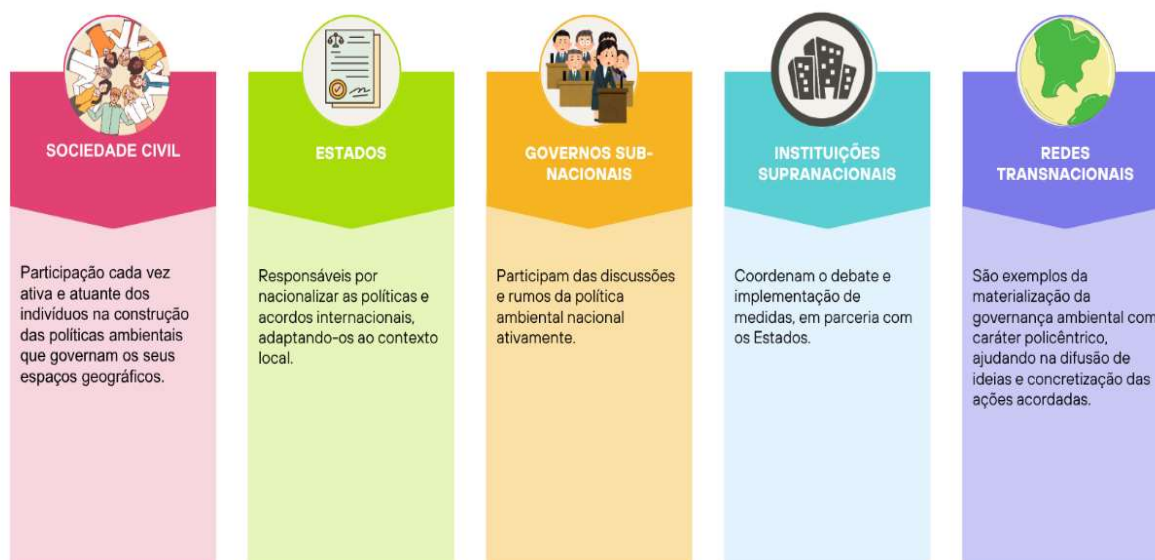 SOCIEDADE CIVIL
Participação cada vez
ativa e atuante dos
indivíduos na construção
das políticas ambientais
que governam os seus
espaços geográficos.
ESTADOS
Responsáveis por
nacionalizar as políticas e
acordos internacionais,
adaptando-os ao contexto
local.
GOVERNOS SUB-
NACIONAIS
Participam das discussões
e rumos da política
ambiental nacional
ativamente.
INSTITUIÇÕES
SUPRANACIONAIS
Coordenam o debate e
implementação de
medidas, em parceria com
os Estados.
REDES
TRANSNACIONAIS
São exemplos da
materialização da
governança ambiental com
caráter policêntrico,
ajudando na difusão de
ideias e concretização das
ações acordadas.